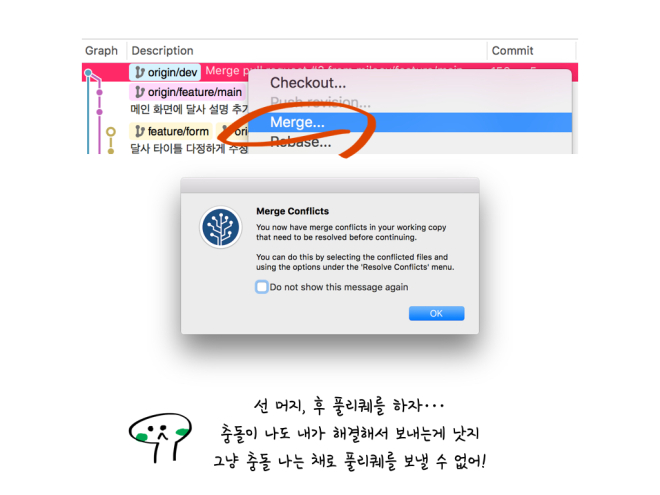 Graph Description Commit
origin/dev Merge pull request #2 from
origin/feature/main
Checkout...
Push revision...
메인 화면에 달사 설명 추가
Merge...
feature/form ori
Rebase...
달사 타이틀 다정하게 수정
Merge Conflicts
You now have merge conflicts in your working copy
that need to be resolved before continuing.
You can do this by selecting the conflicted files and
using the options under the 'Resolve Conflicts' menu.
Do not show this message again
OK
선 머지, 후 풀리퀘를 하자···
충돌이 나도 내가 해결해서 보내는게 낫지
그냥 충돌 나는 채로 풀리퀘를 보낼 수 없어!